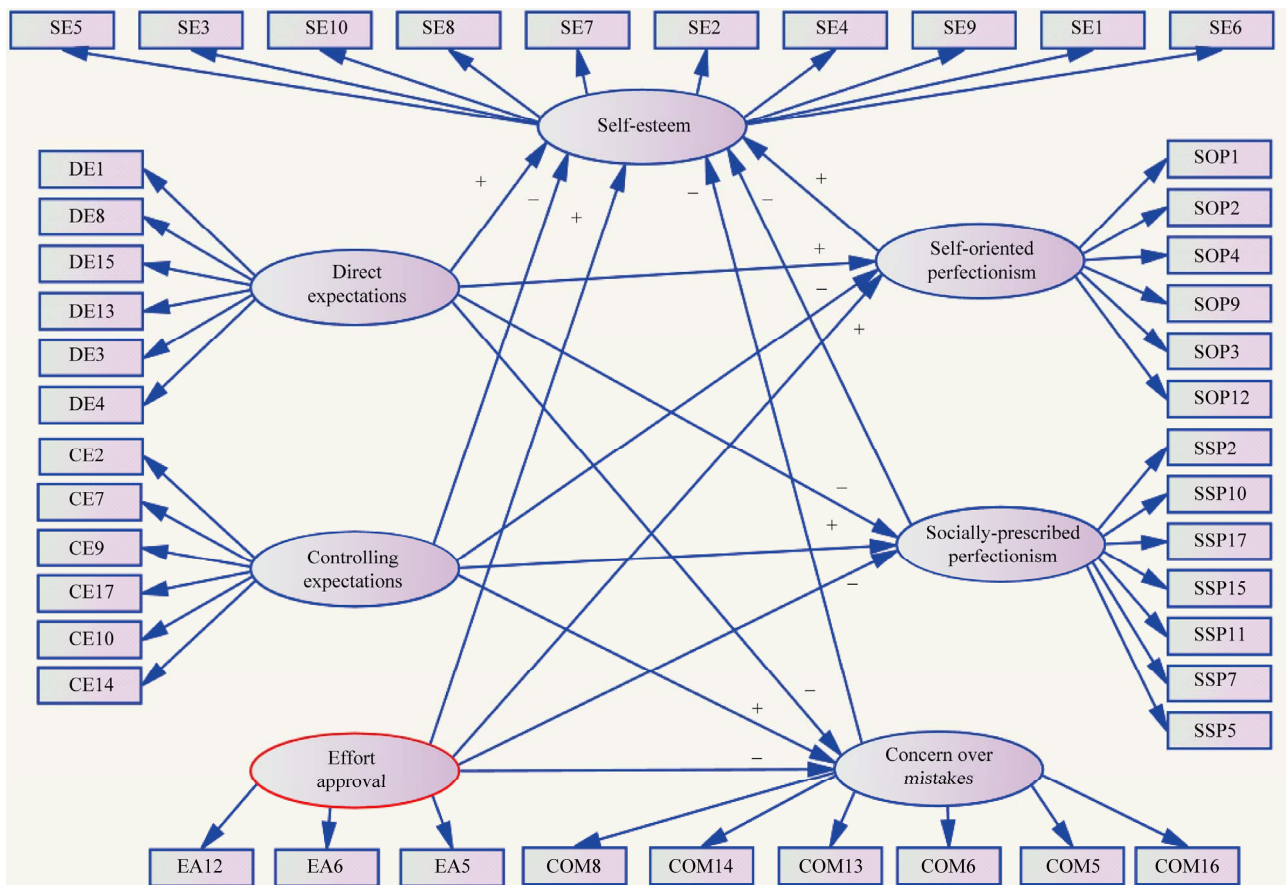 SE5 SE3 SE10 SE8 SE7 SE2 SE4 SE9 SE1 SE6
Self-esteem
DE1
DE8
DE15
DE13
DE3
DE4
Direct
expectations
CE2
CE7
CE9
CE17
CE10
CE14
Controlling
expectations
Effort
approval
EA12 EA6 EA5
+ − + − − +
+
−
+
−
+
−
−
+
−
Self-oriented
perfectionism
SOP1
SOP2
SOP4
SOP9
SOP3
SOP12
Socially-prescribed
perfectionism
SSP2
SSP10
SSP17
SSP15
SSP11
SSP7
SSP5
Concern over
mistakes
COM8 COM14 COM13 COM6 COM5 COM16